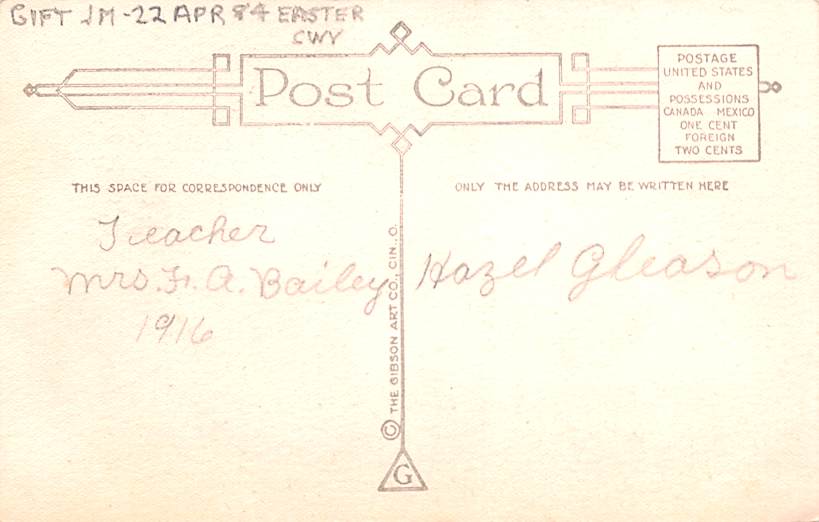 GIFT JM-22 APR 84 EASTER
CWY
Post Card
POSTAGE
UNITED STATES
AND
POSSESSIONS
CANADA MEXICO
ONE CENT
FOREIGN
TWO CENTS
THIS SPACE FOR CORRESPONDENCE ONLY
ONLY THE ADDRESS MAY BE WRITTEN HERE
Teacher
Mrs. F. A. Bailey
1916
Hazel Gleason
© THE GIBSON ART CO., CIN., O.
G